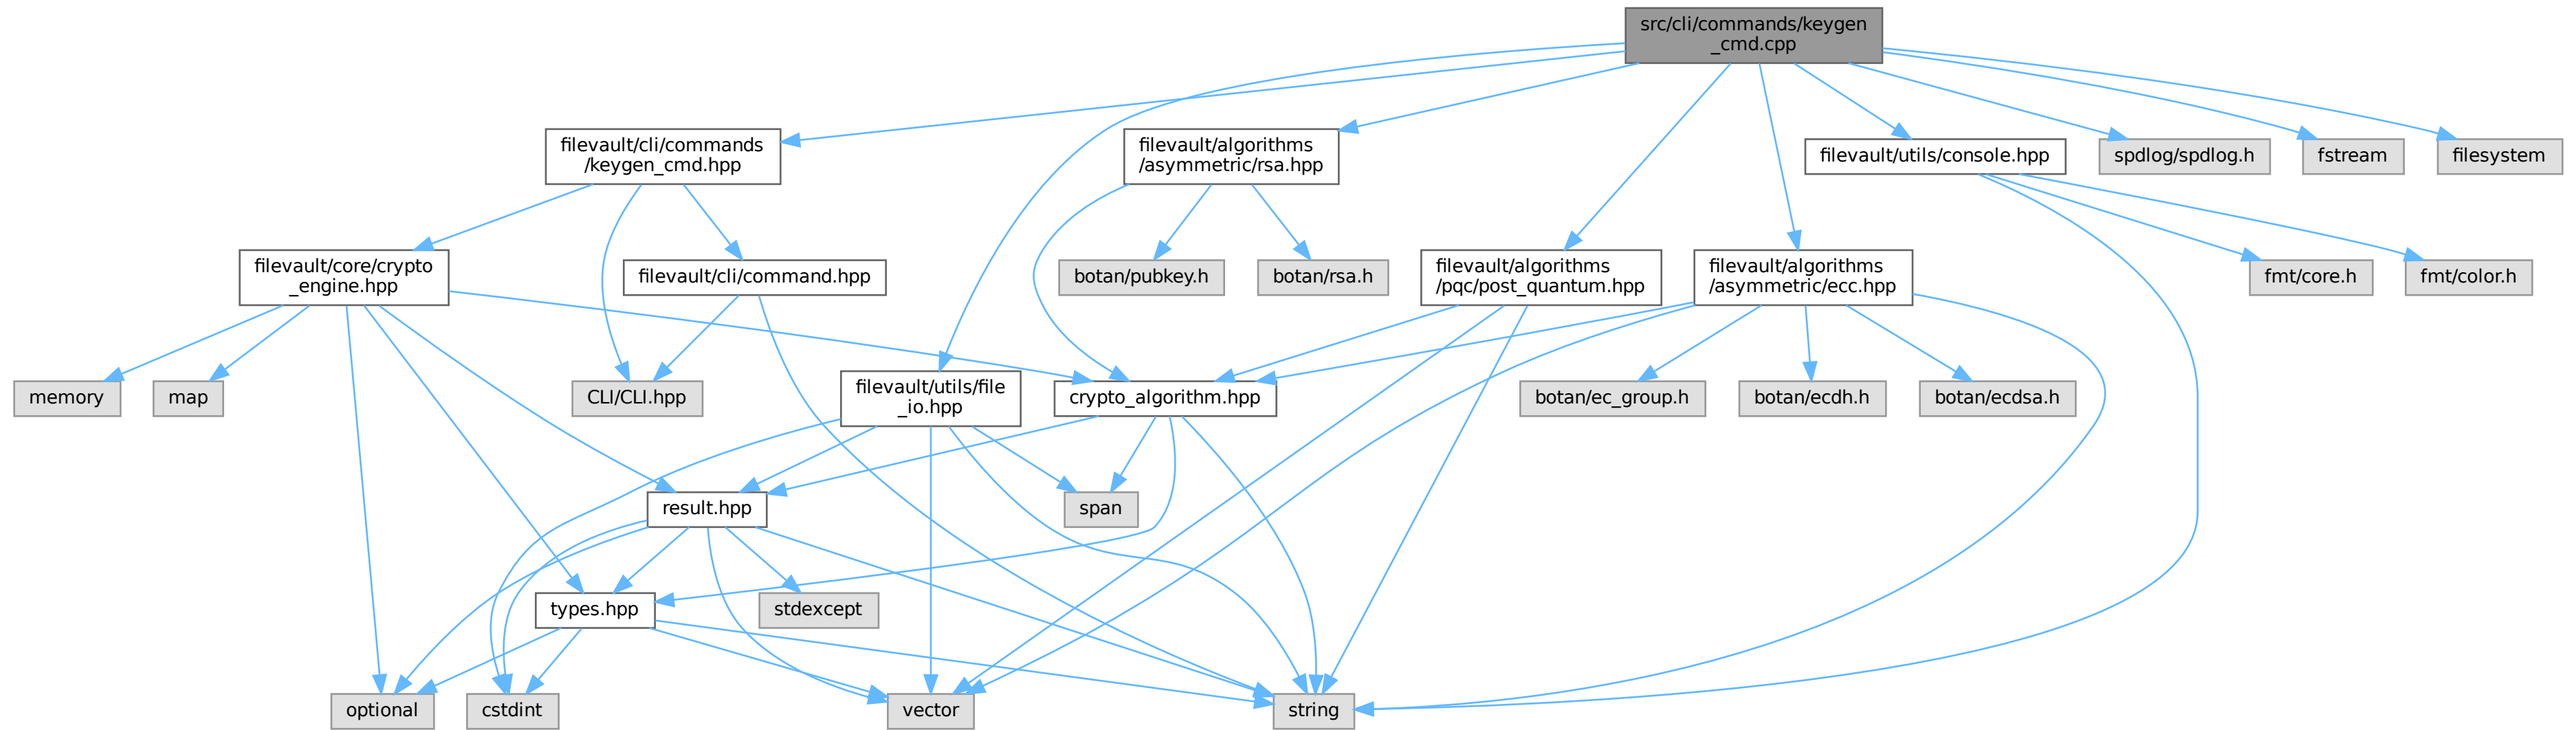 src/cli/commands/keygen
_cmd.cpp
filevault/cli/commands
/keygen_cmd.hpp
filevault/algorithms
/asymmetric/rsa.hpp
filevault/utils/console.hpp
spdlog/spdlog.h
fstream
filesystem
filevault/core/crypto
_engine.hpp
filevault/cli/command.hpp
botan/pubkey.h
botan/rsa.h
filevault/algorithms
/pqc/post_quantum.hpp
filevault/algorithms
/asymmetric/ecc.hpp
fmt/core.h
fmt/color.h
memory
map
CLI/CLI.hpp
filevault/utils/file
_io.hpp
crypto_algorithm.hpp
botan/ec_group.h
botan/ecdh.h
botan/ecdsa.h
result.hpp
span
types.hpp
stdexcept
optional
cstdint
vector
string